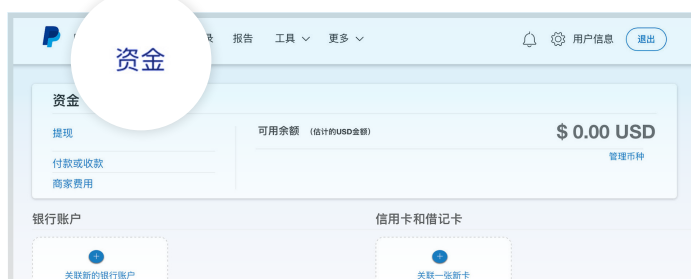 资金
报告 工具 更多 用户信息 退出
资金
提现 可用余额 (估计的USD金额) $ 0.00 USD
付款或收款 管理币种
商家费用
银行账户 信用卡和借记卡
关联新的银行账户 关联一张新卡